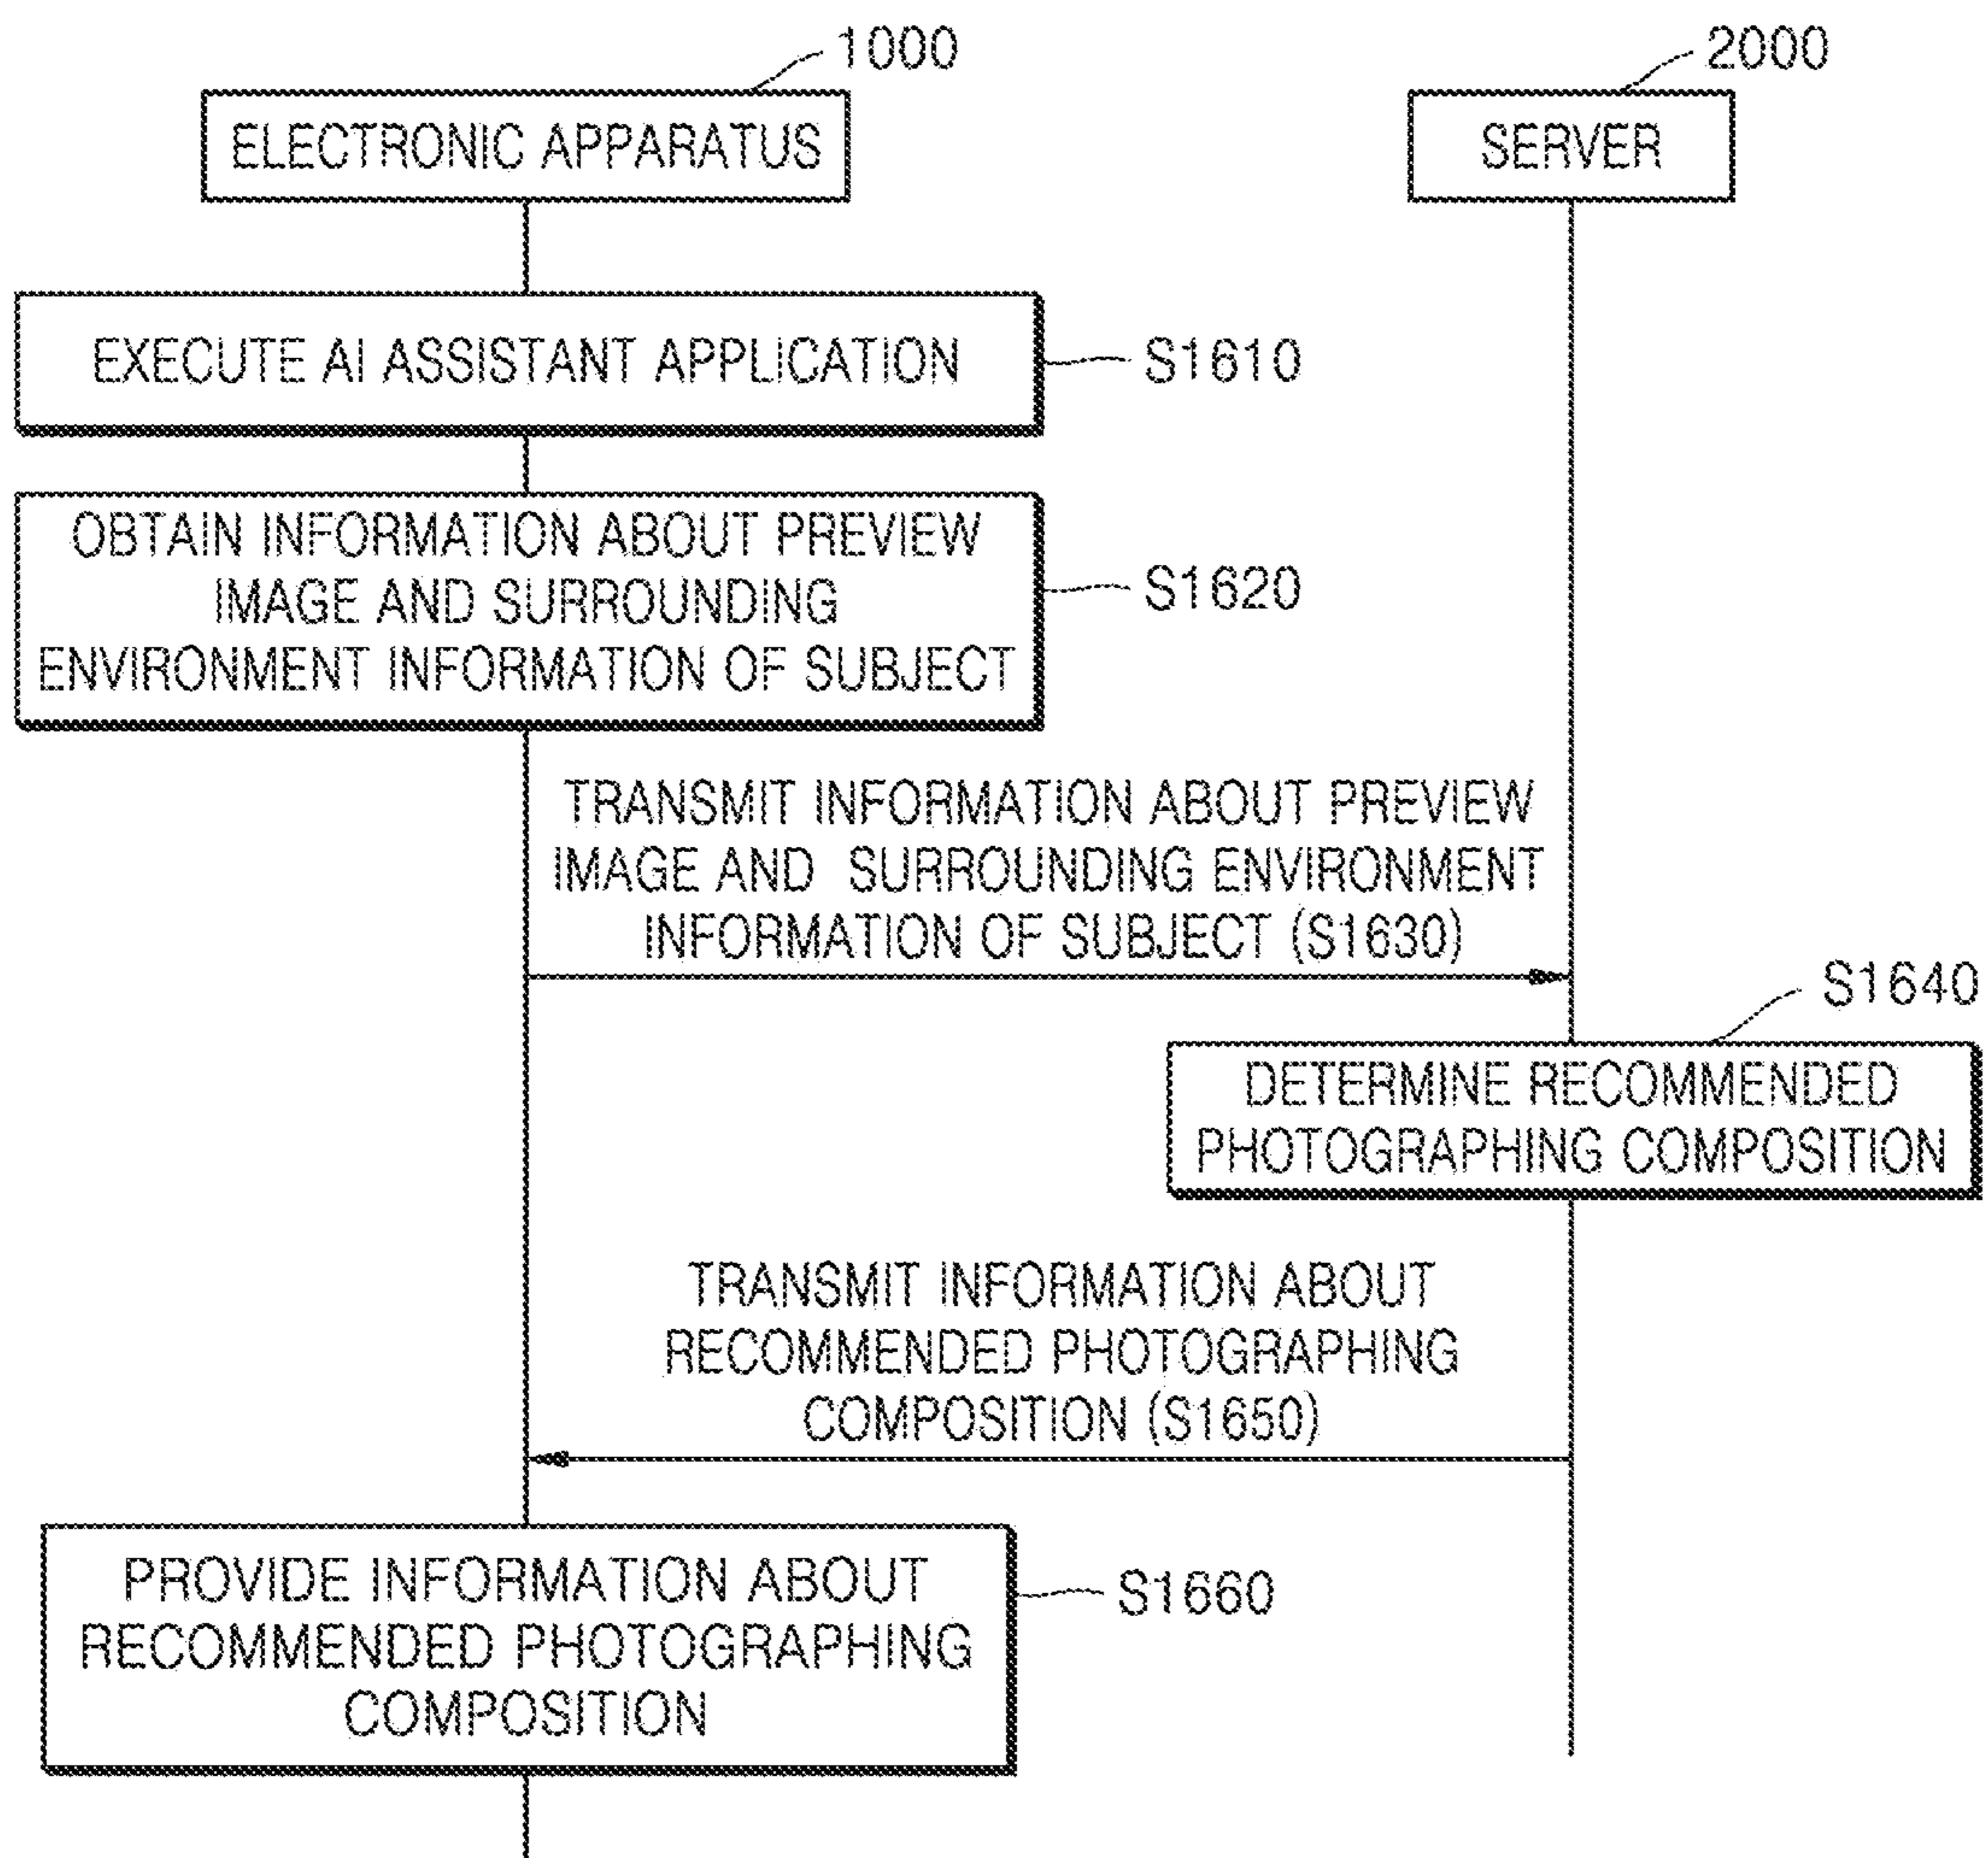 1000
2000
ELECTRONIC APPARATUS
SERVER
EXECUTE AI ASSISTANT APPLICATION
S1610
OBTAIN INFORMATION ABOUT PREVIEW
IMAGE AND SURROUNDING
ENVIRONMENT INFORMATION OF SUBJECT
S1620
TRANSMIT INFORMATION ABOUT PREVIEW
IMAGE AND SURROUNDING ENVIRONMENT
INFORMATION OF SUBJECT (S1630)
S1640
DETERMINE RECOMMENDED
PHOTOGRAPHING COMPOSITION
TRANSMIT INFORMATION ABOUT
RECOMMENDED PHOTOGRAPHING
COMPOSITION (S1650)
PROVIDE INFORMATION ABOUT
RECOMMENDED PHOTOGRAPHING
COMPOSITION
S1660